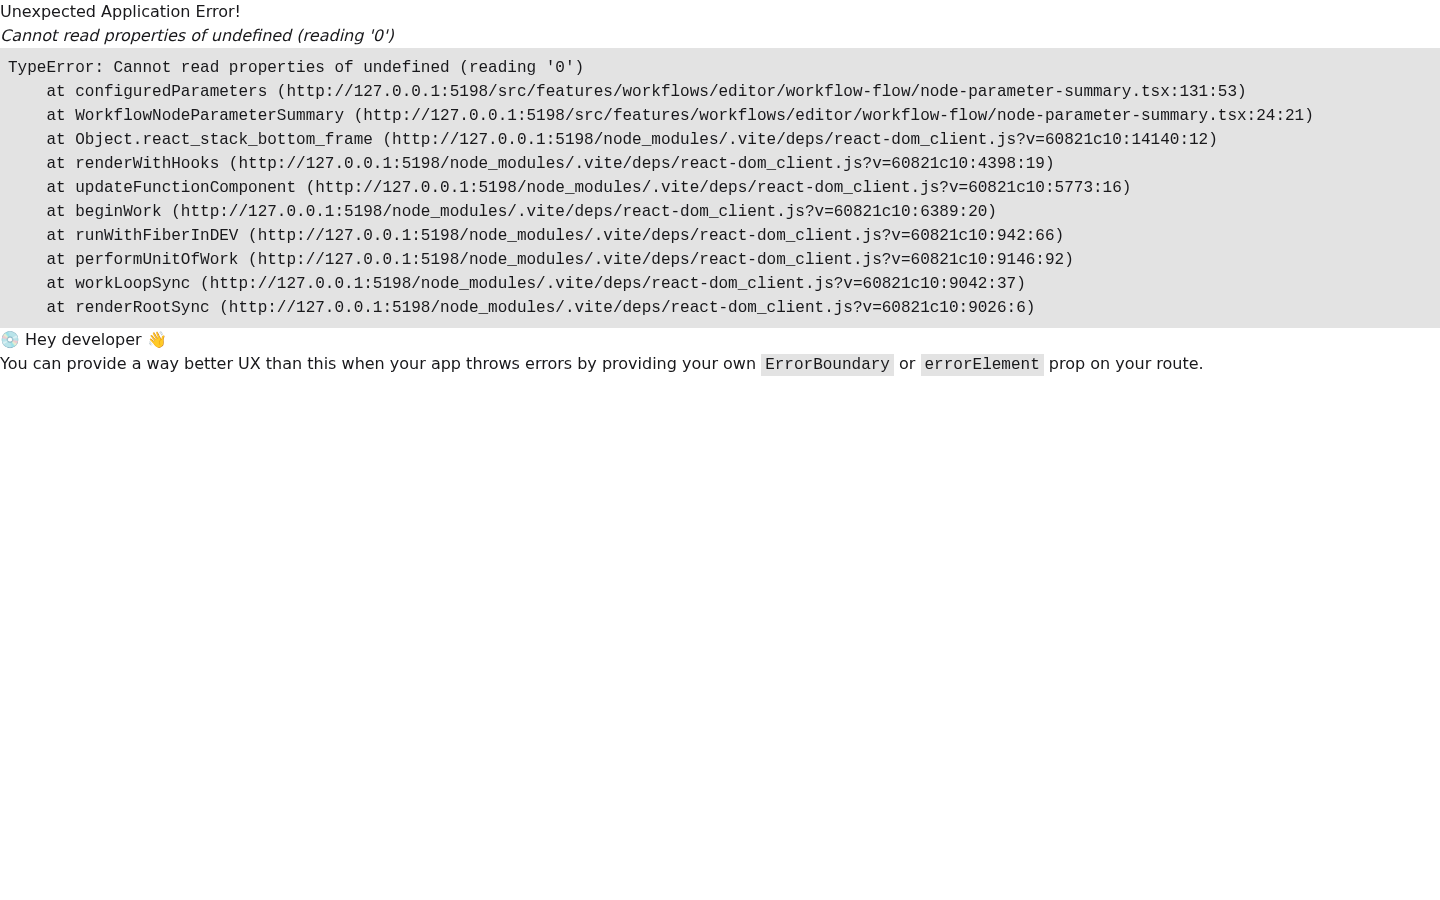 Unexpected Application Error!
Cannot read properties of undefined (reading '0')
TypeError: Cannot read properties of undefined (reading '0')
    at configuredParameters (http://127.0.0.1:5198/src/features/workflows/editor/workflow-flow/node-parameter-summary.tsx:131:53)
    at WorkflowNodeParameterSummary (http://127.0.0.1:5198/src/features/workflows/editor/workflow-flow/node-parameter-summary.tsx:24:21)
    at Object.react_stack_bottom_frame (http://127.0.0.1:5198/node_modules/.vite/deps/react-dom_client.js?v=60821c10:14140:12)
    at renderWithHooks (http://127.0.0.1:5198/node_modules/.vite/deps/react-dom_client.js?v=60821c10:4398:19)
    at updateFunctionComponent (http://127.0.0.1:5198/node_modules/.vite/deps/react-dom_client.js?v=60821c10:5773:16)
    at beginWork (http://127.0.0.1:5198/node_modules/.vite/deps/react-dom_client.js?v=60821c10:6389:20)
    at runWithFiberInDEV (http://127.0.0.1:5198/node_modules/.vite/deps/react-dom_client.js?v=60821c10:942:66)
    at performUnitOfWork (http://127.0.0.1:5198/node_modules/.vite/deps/react-dom_client.js?v=60821c10:9146:92)
    at workLoopSync (http://127.0.0.1:5198/node_modules/.vite/deps/react-dom_client.js?v=60821c10:9042:37)
    at renderRootSync (http://127.0.0.1:5198/node_modules/.vite/deps/react-dom_client.js?v=60821c10:9026:6)
💿 Hey developer 👋
You can provide a way better UX than this when your app throws errors by providing your own ErrorBoundary or errorElement prop on your route.